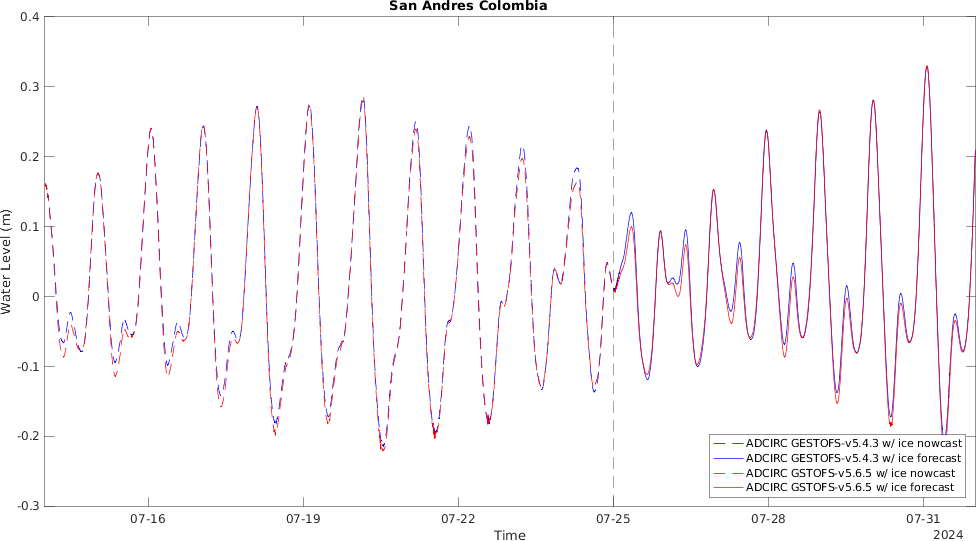 San Andres Colombia
0.4
0.3
0.2
0.1
0
-0.1
-0.2
-0.3
Water Level (m)
ADCIRC GESTOFS-v5.4.3 w/ ice nowcast
ADCIRC GESTOFS-v5.4.3 w/ ice forecast
ADCIRC GSTOFS-v5.6.5 w/ ice nowcast
ADCIRC GSTOFS-v5.6.5 w/ ice forecast
07-16 07-19 07-22 07-25 07-28 07-31
Time
2024